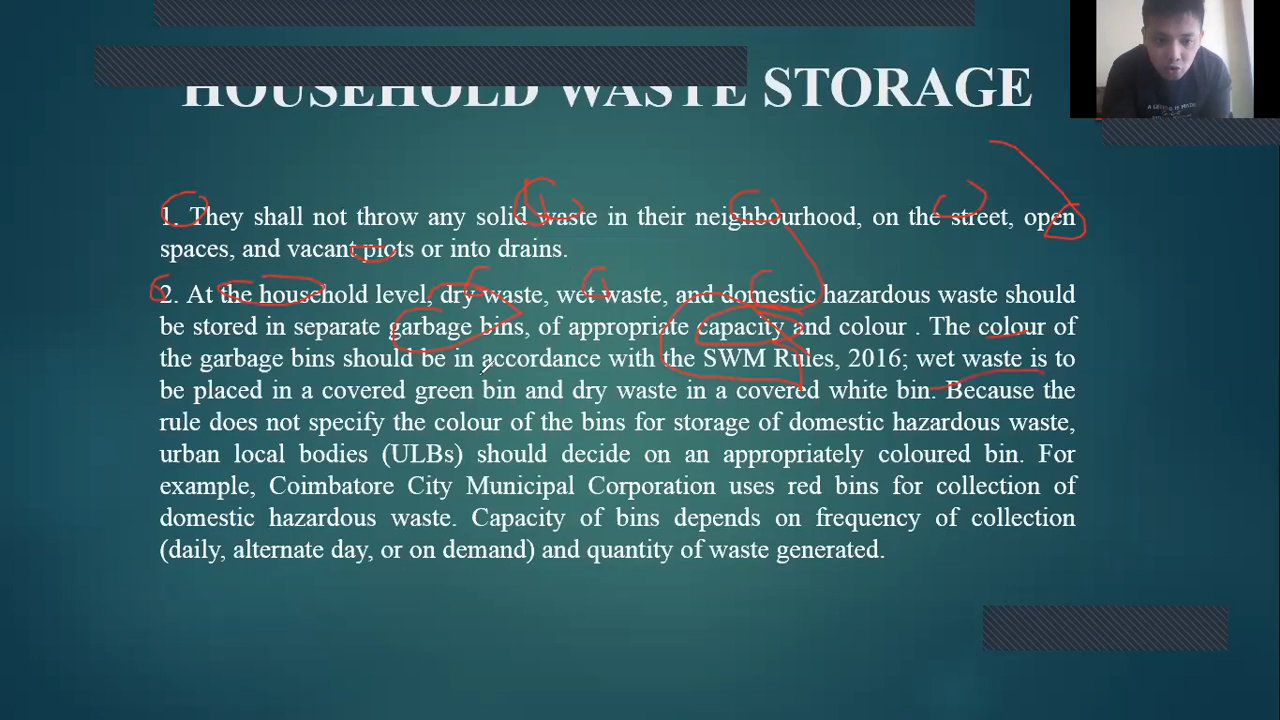 HOUSEHOLD WASTE STORAGE
1. They shall not throw any solid waste in their neighbourhood, on the street, open
spaces, and vacant plots or into drains.
2. At the household level, dry waste, wet waste, and domestic hazardous waste should
be stored in separate garbage bins, of appropriate capacity and colour . The colour of
the garbage bins should be in accordance with the SWM Rules, 2016; wet waste is to
be placed in a covered green bin and dry waste in a covered white bin. Because the
rule does not specify the colour of the bins for storage of domestic hazardous waste,
urban local bodies (ULBs) should decide on an appropriately coloured bin. For
example, Coimbatore City Municipal Corporation uses red bins for collection of
domestic hazardous waste. Capacity of bins depends on frequency of collection
(daily, alternate day, or on demand) and quantity of waste generated.